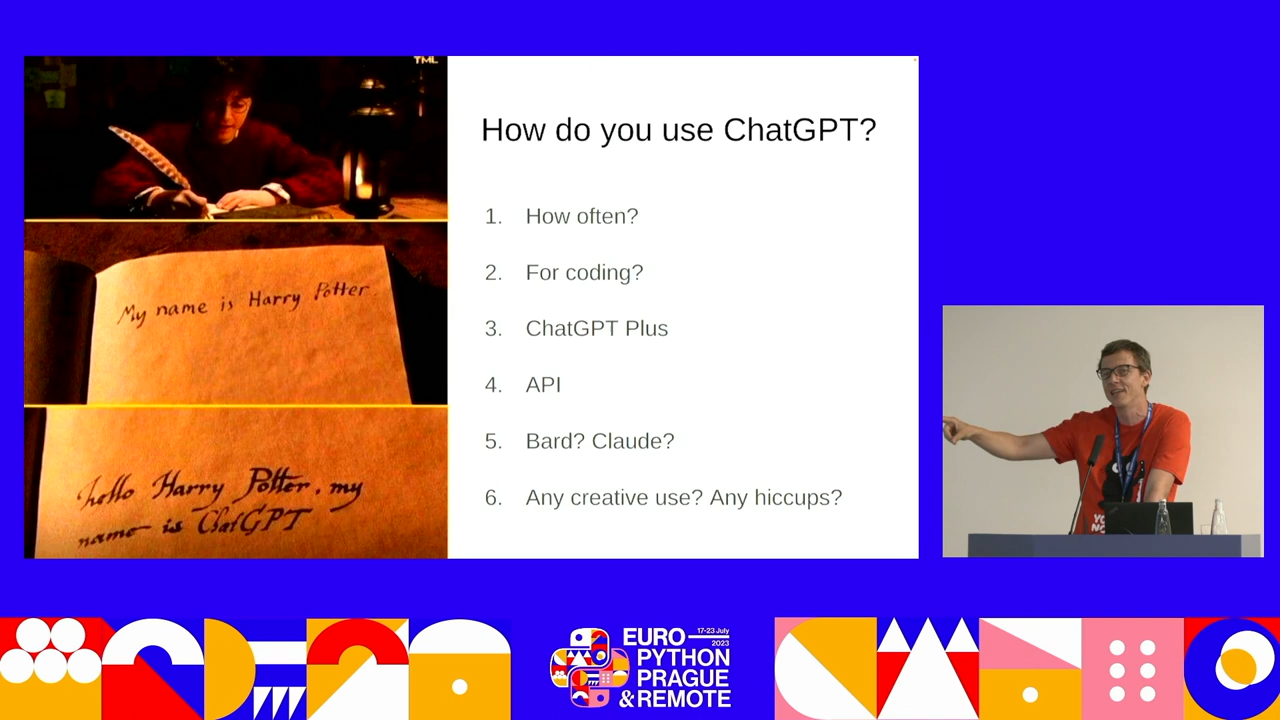 TML
My name is Harry Potter
hello Harry Potter, my
name is ChatGPT
How do you use ChatGPT?
1. How often?
2. For coding?
3. ChatGPT Plus
4. API
5. Bard? Claude?
6. Any creative use? Any hiccups?
EURO
17-23 July
2023
PYTHON
PRAGUE
& REMOTE